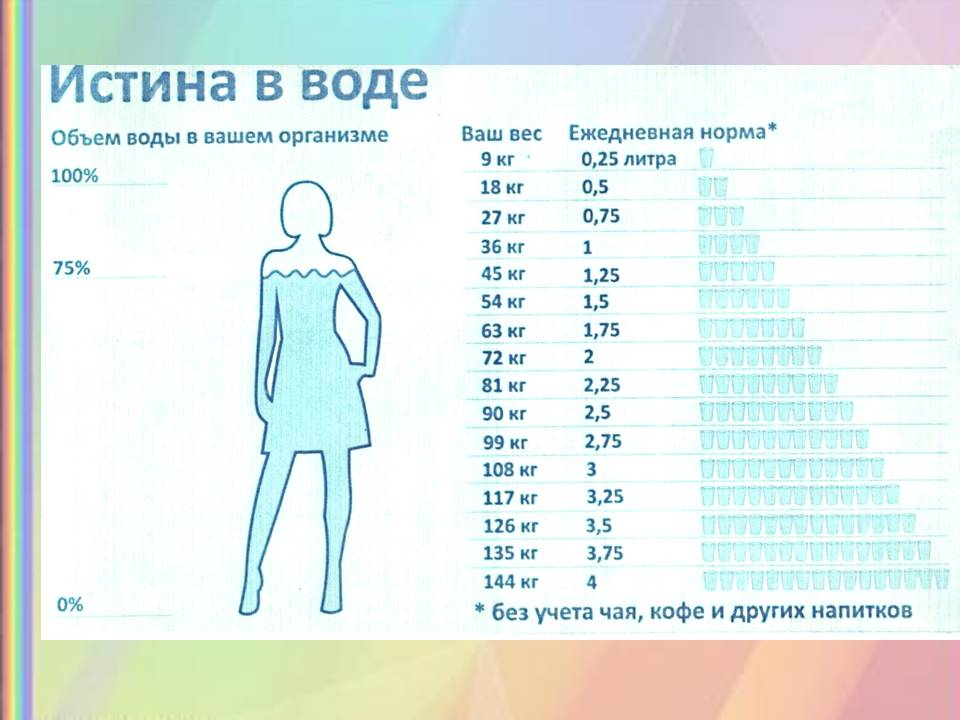 Истина в воде
Объем воды в вашем организме
100%
75%
0%
Ваш вес Ежедневная норма*
9 кг 0,25 литра
18 кг 0,5
27 кг 0,75
36 кг 1
45 кг 1,25
54 кг 1,5
63 кг 1,75
72 кг 2
81 кг 2,25
90 кг 2,5
99 кг 2,75
108 кг 3
117 кг 3,25
126 кг 3,5
135 кг 3,75
144 кг 4
* без учета чая, кофе и других напитков